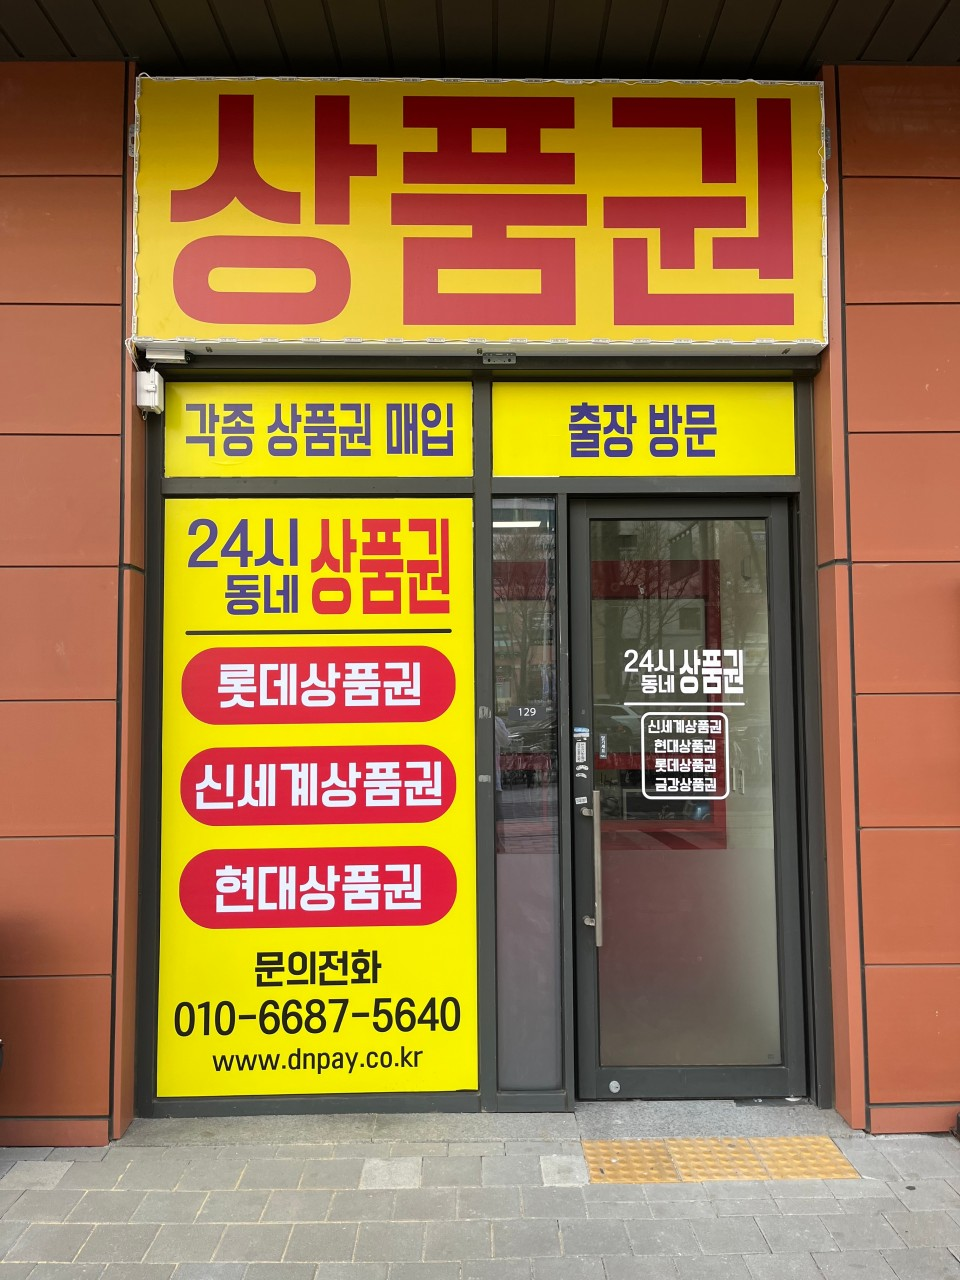 상품권
각종 상품권 매입
출장 방문
24시
동네 상품권
롯데상품권
신세계상품권
현대상품권
문의전화
010-6687-5640
www.dnpay.co.kr
129
24시
동네 상품권
신세계상품권
현대상품권
롯데상품권
금강상품권